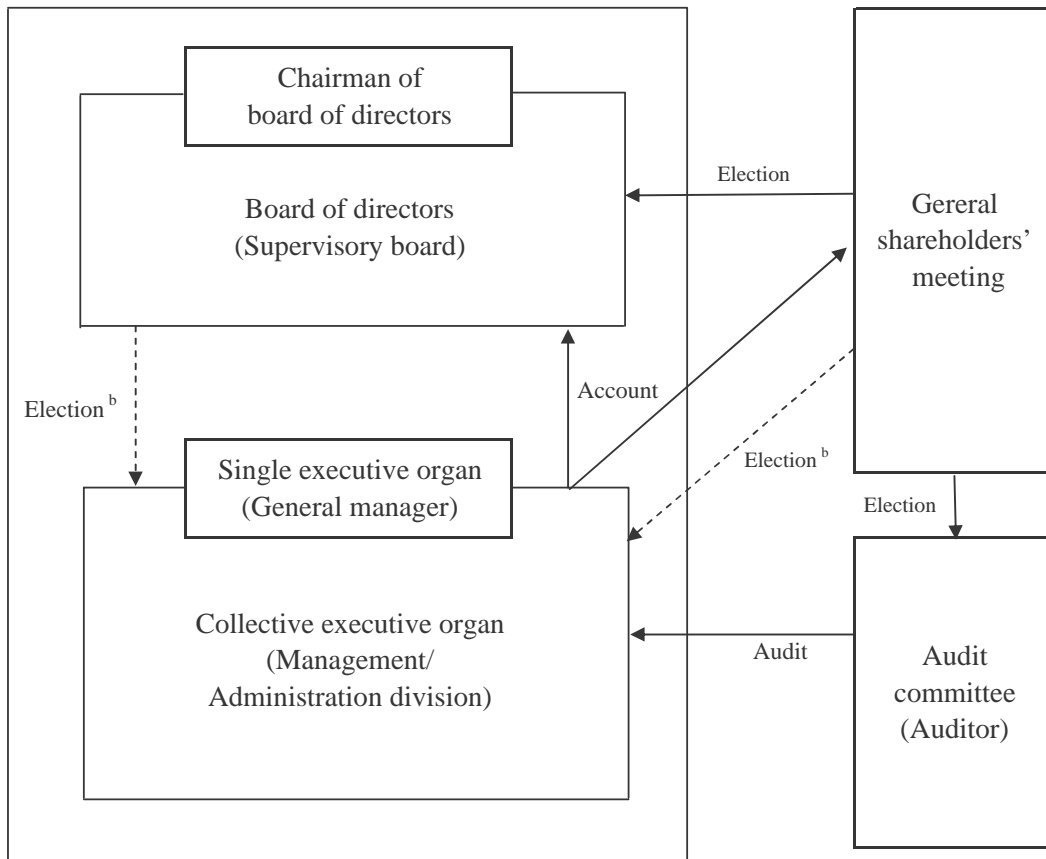 Chairman of
board of directors
Election
Board of directors
(Supervisory board)
Gereral
shareholders’
meeting
Election b
Account
Election b
Single executive organ
(General manager)
Election
Collective executive organ
(Management/
Administration division)
Audit
Audit
committee
(Auditor)